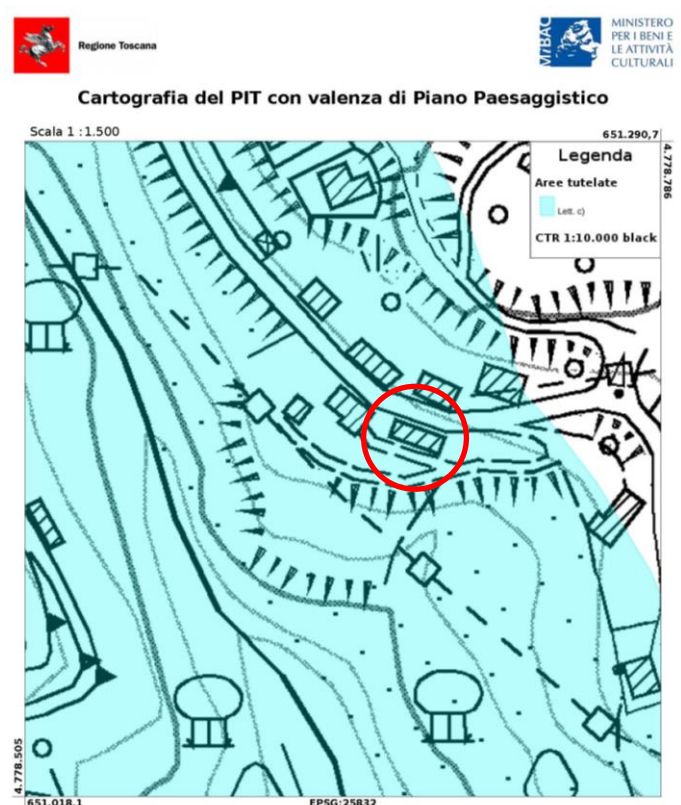 Regione Toscana
MiBAC
MINISTERO
PER I BENI E
LE ATTIVITÀ
CULTURALI
Cartografia del PIT con valenza di Piano Paesaggistico
Scala 1 : 1.500
651.290,7
4.778.786
Legenda
Aree tutelate
Lett. c)
CTR 1:10.000 black
4.778.505
651.018,1
EPSG:25832